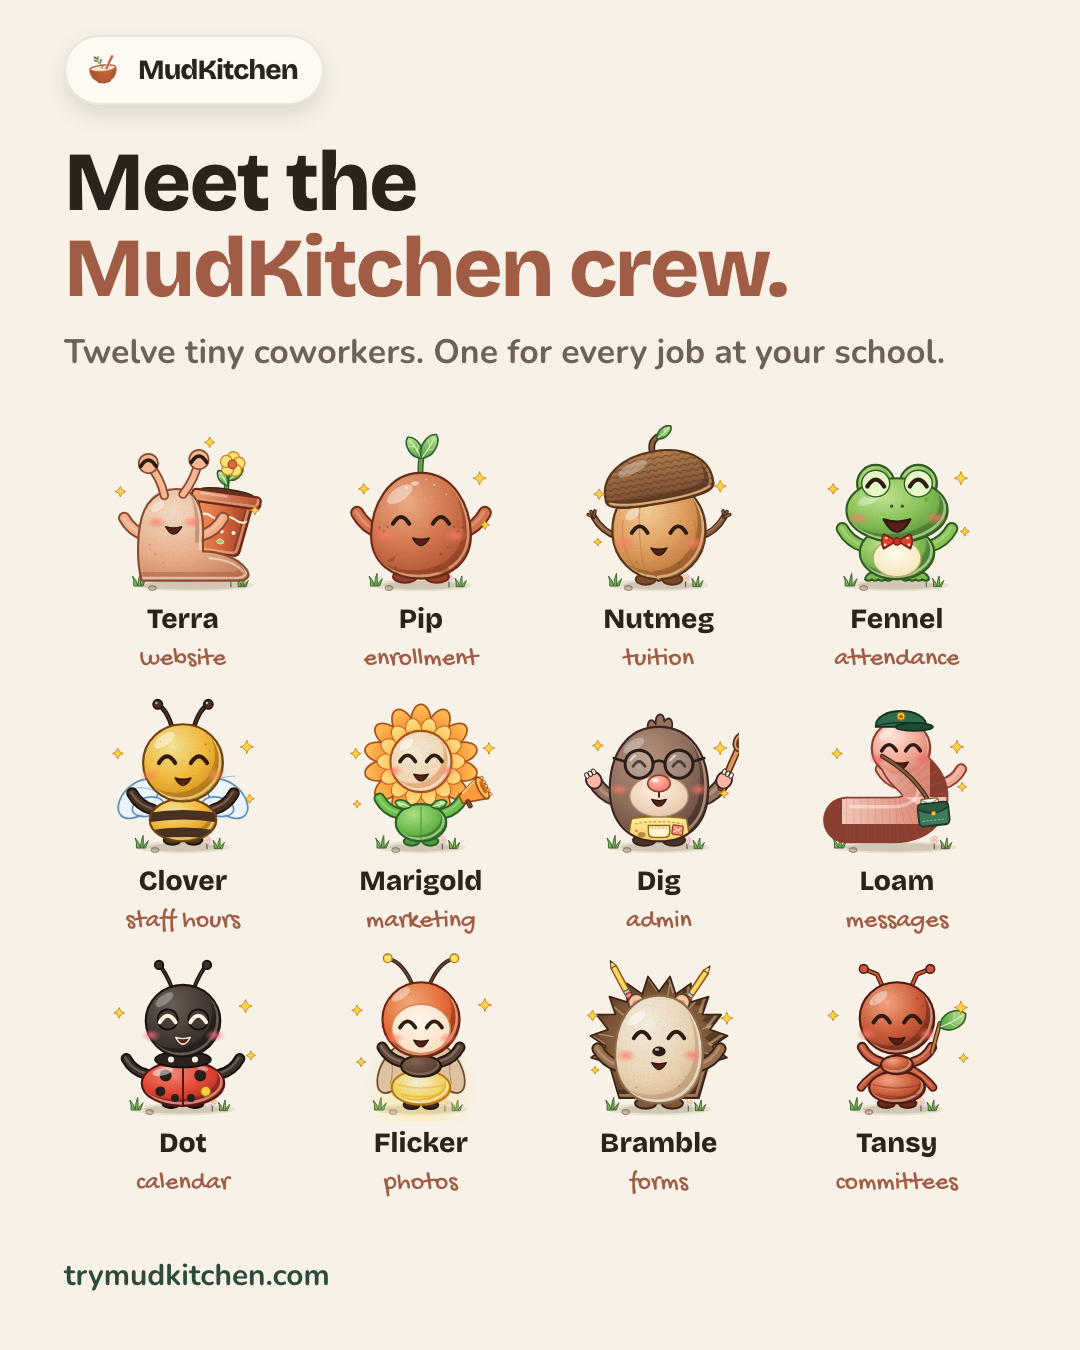 MudKitchen
Meet the
MudKitchen crew.
Twelve tiny coworkers. One for every job at your school.
Terra Pip Nutmeg Fennel
website enrollment tuition attendance
Clover Marigold Dig Loam
staff hours marketing admin messages
Dot Flicker Bramble Tansy
calendar photos forms committees
trymudkitchen.com